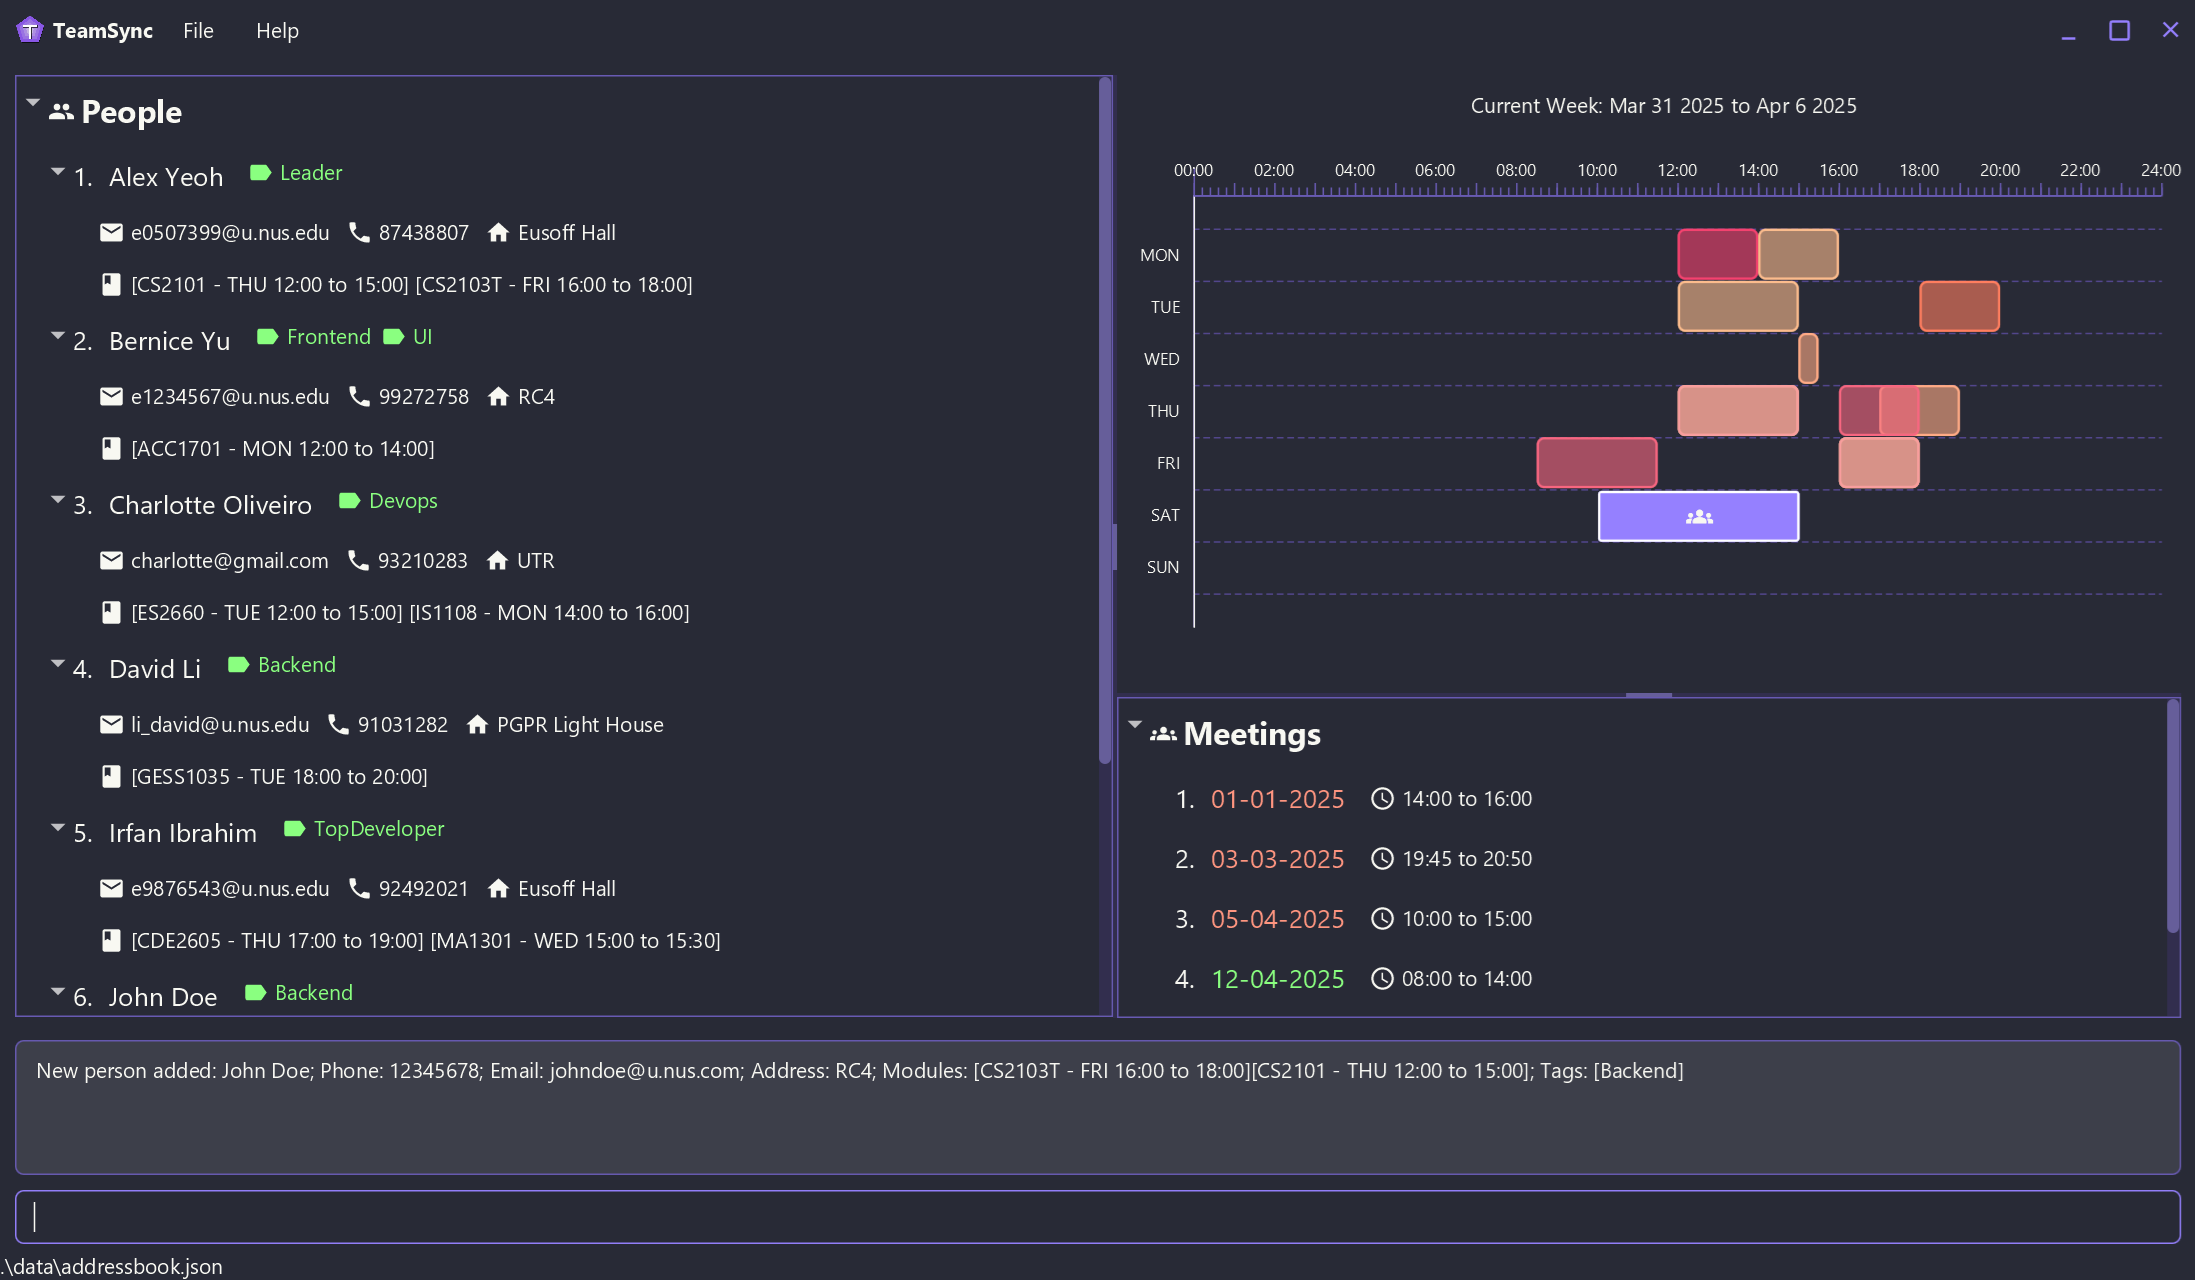 TeamSync File Help
People
1. Alex Yeoh Leader
e0507399@u.nus.edu 87438807 Eusoff Hall
[CS2101 - THU 12:00 to 15:00] [CS2103T - FRI 16:00 to 18:00]
2. Bernice Yu Frontend UI
e1234567@u.nus.edu 99272758 RC4
[ACC1701 - MON 12:00 to 14:00]
3. Charlotte Oliveiro Devops
charlotte@gmail.com 93210283 UTR
[ES2660 - TUE 12:00 to 15:00] [IS1108 - MON 14:00 to 16:00]
4. David Li Backend
li_david@u.nus.edu 91031282 PGPR Light House
[GESS1035 - TUE 18:00 to 20:00]
5. Irfan Ibrahim TopDeveloper
e9876543@u.nus.edu 92492021 Eusoff Hall
[CDE2605 - THU 17:00 to 19:00] [MA1301 - WED 15:00 to 15:30]
6. John Doe Backend
Current Week: Mar 31 2025 to Apr 6 2025
00:00 02:00 04:00 06:00 08:00 10:00 12:00 14:00 16:00 18:00 20:00 22:00 24:00
MON
TUE
WED
THU
FRI
SAT
SUN
Meetings
1. 01-01-2025 14:00 to 16:00
2. 03-03-2025 19:45 to 20:50
3. 05-04-2025 10:00 to 15:00
4. 12-04-2025 08:00 to 14:00
New person added: John Doe; Phone: 12345678; Email: johndoe@u.nus.com; Address: RC4; Modules: [CS2103T - FRI 16:00 to 18:00][CS2101 - THU 12:00 to 15:00]; Tags: [Backend]
.\data\addressbook.json